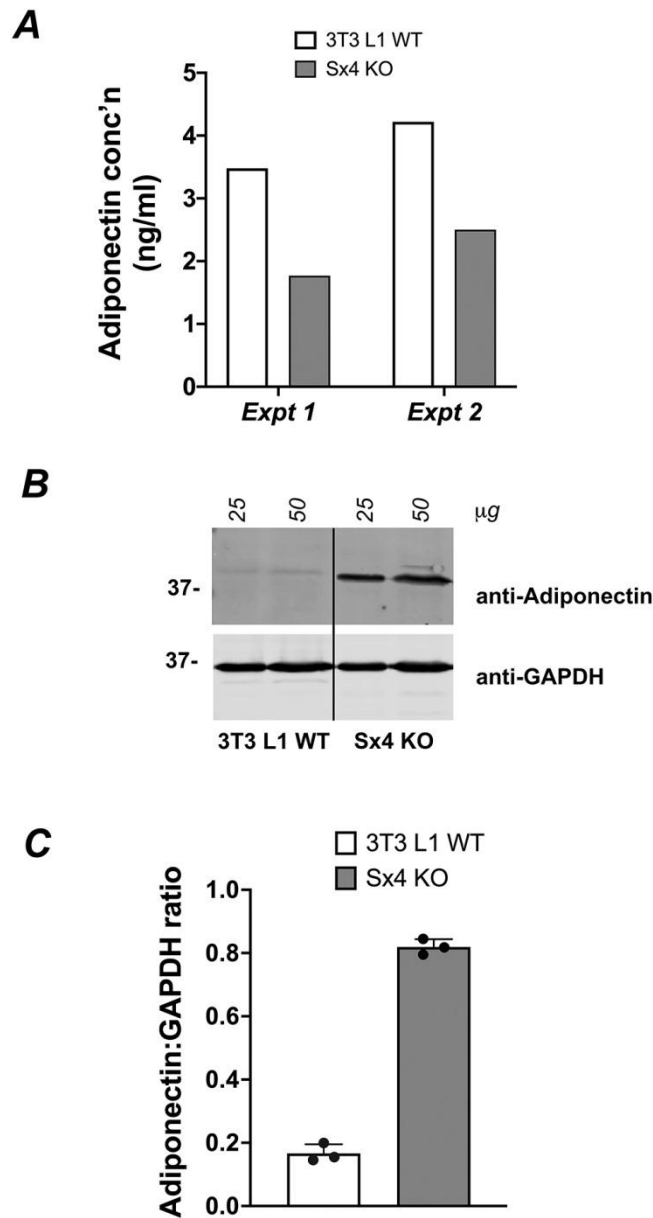 A
3T3 L1 WT
Sx4 KO
Adiponectin conc'n
(ng/ml)
5
4
3
2
1
0
Expt 1
Expt 2
B
25
50
25
50
μg
37-
anti-Adiponectin
37-
anti-GAPDH
3T3 L1 WT
Sx4 KO
C
3T3 L1 WT
Sx4 KO
Adiponectin:GAPDH ratio
1.0
0.8
0.6
0.4
0.2
0.0